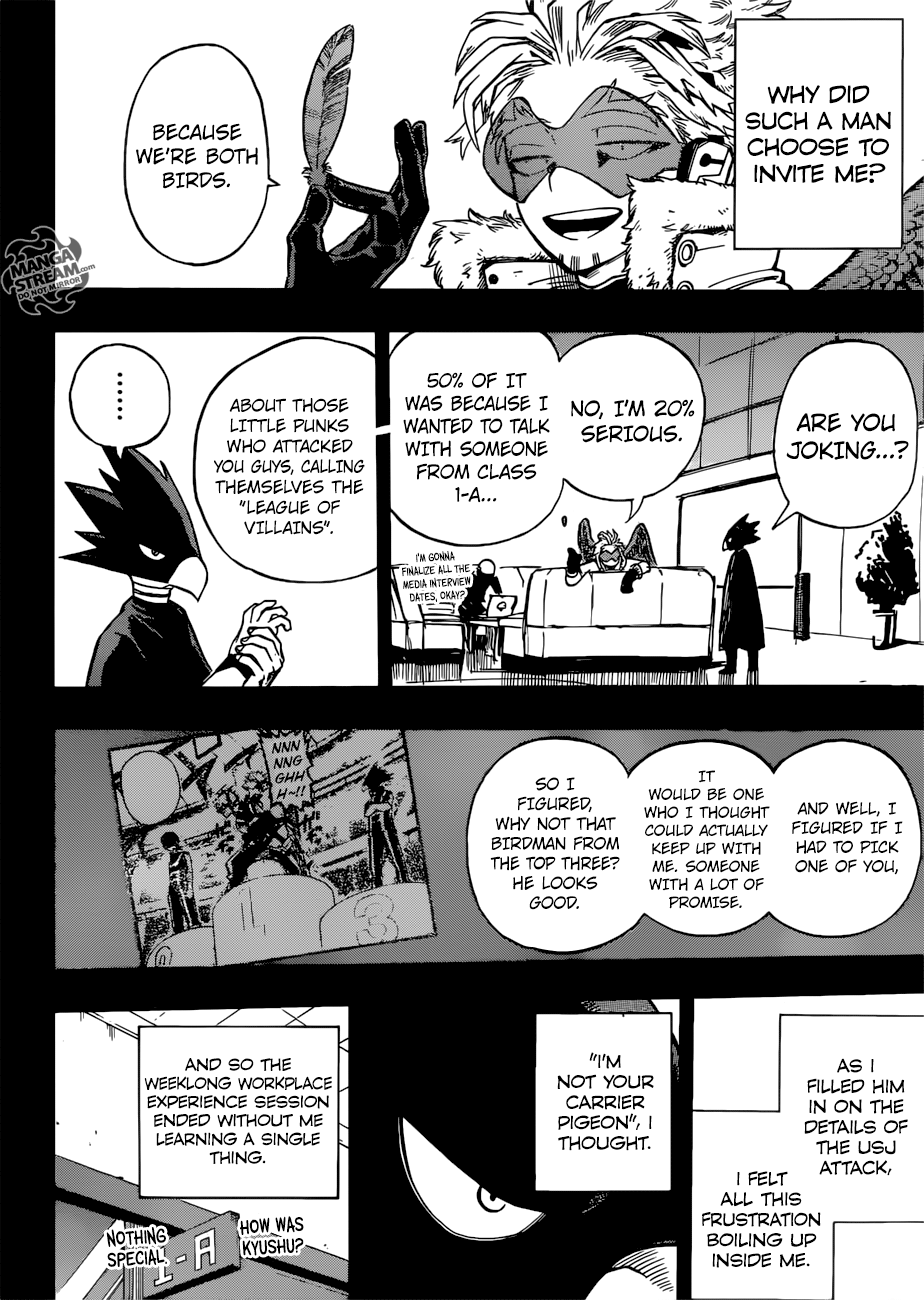 WHY DID
SUCH A MAN
CHOOSE TO
INVITE ME?
BECAUSE
WE'RE BOTH
BIRDS.
MANGA
STREAM.com
DO NOT MIRROR!
ARE YOU
JOKING...?
NO, I'M 20%
SERIOUS.
50% OF IT
WAS BECAUSE I
WANTED TO TALK
WITH SOMEONE
FROM CLASS
1-A...
I'M GONNA
FINALIZE ALL THE
MEDIA INTERVIEW
DATES, OKAY?
ABOUT THOSE
LITTLE PUNKS
WHO ATTACKED
YOU GUYS, CALLING
THEMSELVES THE
"LEAGUE OF
VILLAINS".
......
AND WELL, I
FIGURED IF I
HAD TO PICK
ONE OF YOU,
IT
WOULD BE ONE
WHO I THOUGHT
COULD ACTUALLY
KEEP UP WITH
ME. SOMEONE
WITH A LOT OF
PROMISE.
SO I
FIGURED,
WHY NOT THAT
BIRDMAN FROM
THE TOP THREE?
HE LOOKS
GOOD.
NNN
NNG
GHH
H~!!
1
2
3
AS I
FILLED HIM
IN ON THE
DETAILS OF
THE USJ
ATTACK,
I FELT
ALL THIS
FRUSTRATION
BOILING UP
INSIDE ME.
"I'M
NOT YOUR
CARRIER
PIGEON", I
THOUGHT.
AND SO THE
WEEKLONG WORKPLACE
EXPERIENCE SESSION
ENDED WITHOUT ME
LEARNING A SINGLE
THING.
HOW WAS
KYUSHU?
NOTHING
SPECIAL.
1-A